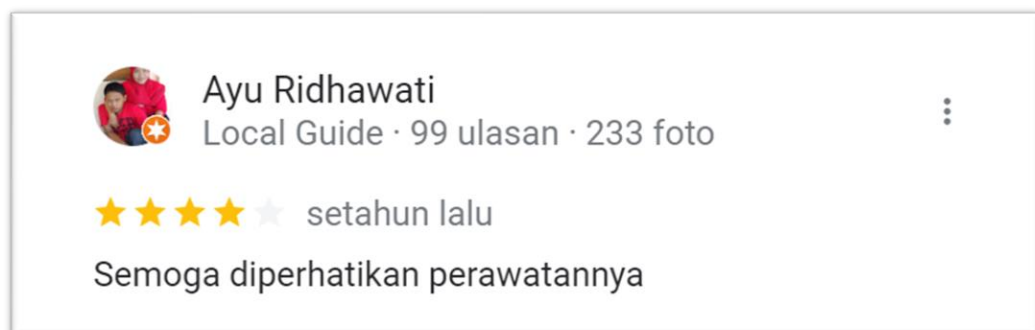 Ayu Ridhawati
Local Guide · 99 ulasan · 233 foto
setahun lalu
Semoga diperhatikan perawatannya